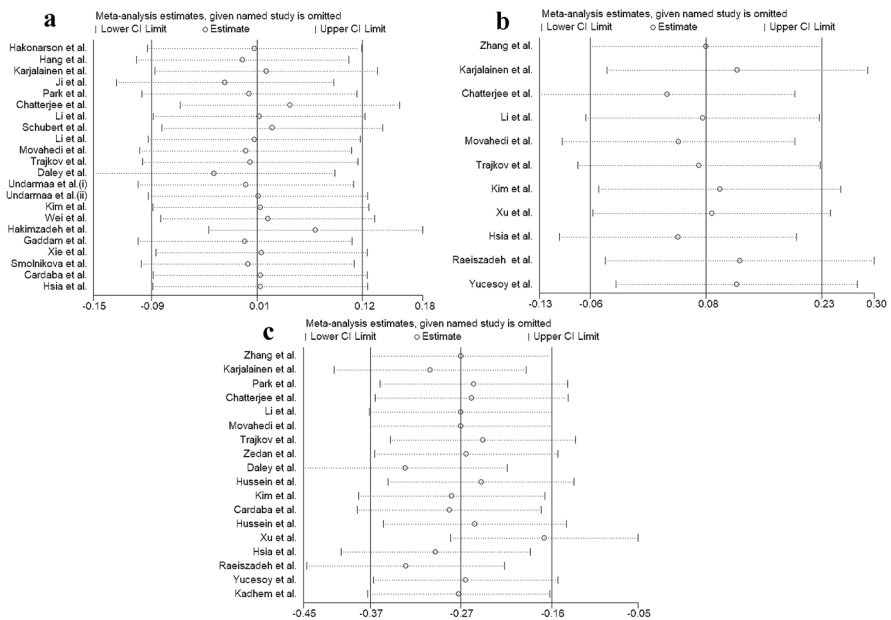 a
Meta-analysis estimates, given named study is omitted
| Lower CI Limit ○ Estimate | Upper CI Limit
Hakonarson et al.
Hang et al.
Karjalainen et al.
Ji et al.
Park et al.
Chatterjee et al.
Li et al.
Schubert et al.
Li et al.
Movahedi et al.
Trajkov et al.
Daley et al.
Undarmaa et al.(i)
Undarmaa et al.(ii)
Kim et al.
Wei et al.
Hakimzadeh et al.
Gaddam et al.
Xie et al.
Smolnikova et al.
Cardaba et al.
Hsia et al.
-0.15 -0.09 0.01 0.12 0.18
b
Meta-analysis estimates, given named study is omitted
| Lower CI Limit ○ Estimate | Upper CI Limit
Zhang et al.
Karjalainen et al.
Chatterjee et al.
Li et al.
Movahedi et al.
Trajkov et al.
Kim et al.
Xu et al.
Hsia et al.
Raeiszadeh et al.
Yucesoy et al.
-0.13 -0.06 0.08 0.23 0.30
c
Meta-analysis estimates, given named study is omitted
| Lower CI Limit ○ Estimate | Upper CI Limit
Zhang et al.
Karjalainen et al.
Park et al.
Chatterjee et al.
Li et al.
Movahedi et al.
Trajkov et al.
Zedan et al.
Daley et al.
Hussein et al.
Kim et al.
Cardaba et al.
Hussein et al.
Xu et al.
Hsia et al.
Raeiszadeh et al.
Yucesoy et al.
Kadhem et al.
-0.45 -0.37 -0.27 -0.16 -0.05